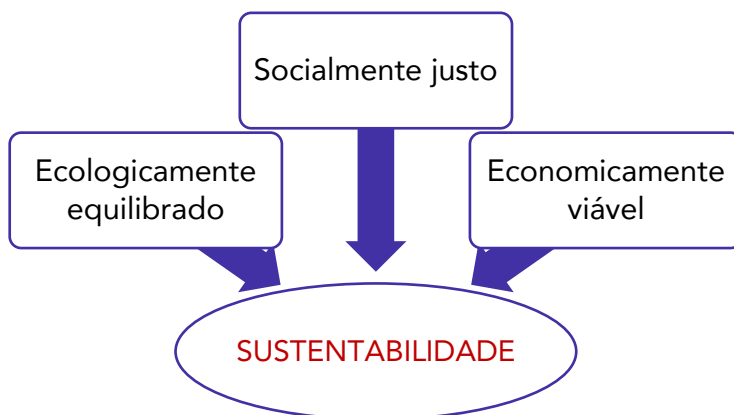 Socialmente justo
Ecologicamente
equilibrado
Economicamente
viável
SUSTENTABILIDADE